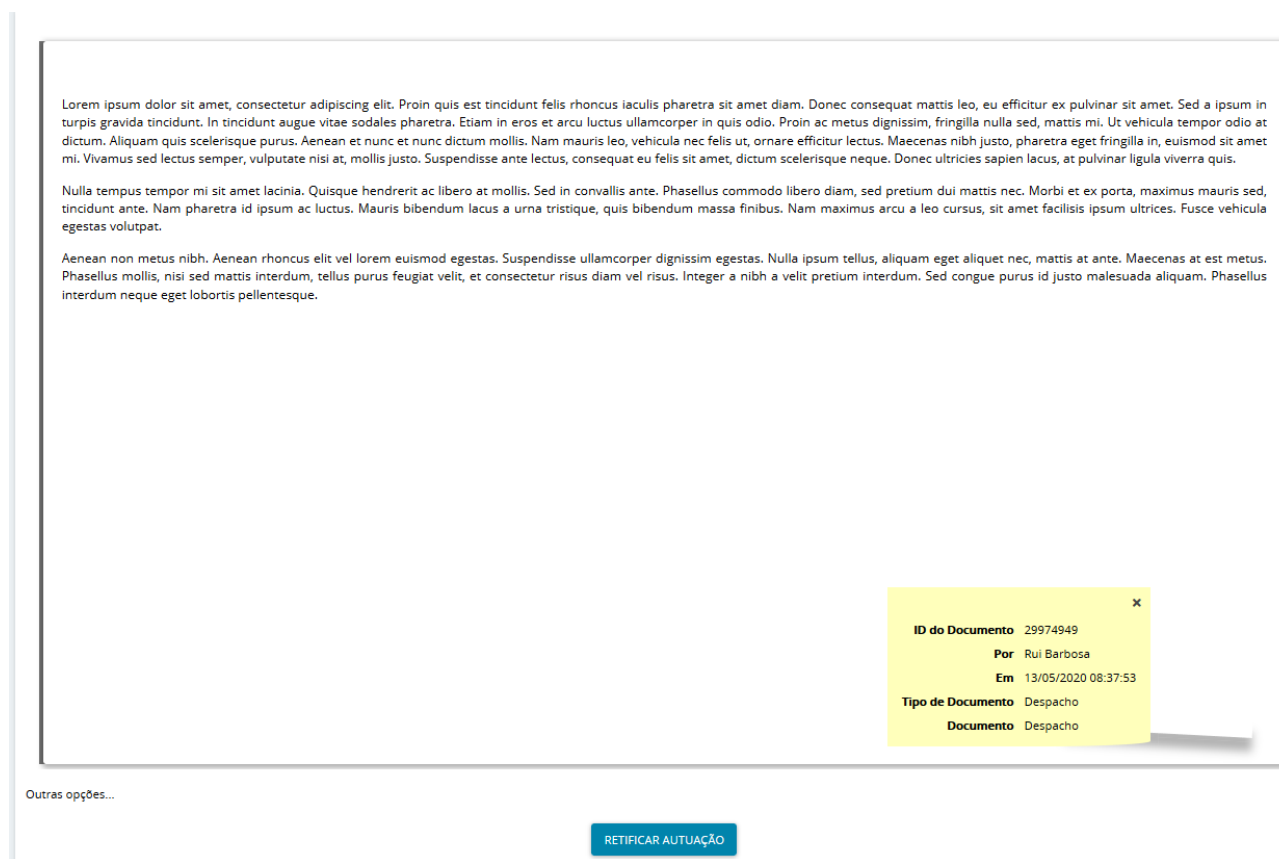 Lorem ipsum dolor sit amet, consectetur adipiscing elit. Proin quis est tincidunt felis rhoncus iaculis pharetra sit amet diam. Donec consequat mattis leo, eu efficitur ex pulvinar sit amet. Sed a ipsum in
turpis gravida tincidunt. In tincidunt augue vitae sodales pharetra. Etiam in eros et arcu luctus ullamcorper in quis odio. Proin ac metus dignissim, fringilla nulla sed, mattis mi. Ut vehicula tempor odio at
dictum. Aliquam quis scelerisque purus. Aenean et nunc et nunc dictum mollis. Nam mauris leo, vehicula nec felis ut, ornare efficitur lectus. Maecenas nibh justo, pharetra eget fringilla in, euismod sit amet
mi. Vivamus sed lectus semper, vulputate nisi at, mollis justo. Suspendisse ante lectus, consequat eu felis sit amet, dictum scelerisque neque. Donec ultricies sapien lacus, at pulvinar ligula viverra quis.
Nulla tempus tempor mi sit amet lacinia. Quisque hendrerit ac libero at mollis. Sed in convallis ante. Phasellus commodo libero diam, sed pretium dui mattis nec. Morbi et ex porta, maximus mauris sed,
tincidunt ante. Nam pharetra id ipsum ac luctus. Mauris bibendum lacus a urna tristique, quis bibendum massa finibus. Nam maximus arcu a leo cursus, sit amet facilisis ipsum ultrices. Fusce vehicula
egestas volutpat.
Aenean non metus nibh. Aenean rhoncus elit vel lorem euismod egestas. Suspendisse ullamcorper dignissim egestas. Nulla ipsum tellus, aliquam eget aliquet nec, mattis at ante. Maecenas at est metus.
Phasellus mollis, nisi sed mattis interdum, tellus purus feugiat velit, et consectetur risus diam vel risus. Integer a nibh a velit pretium interdum. Sed congue purus id justo malesuada aliquam. Phasellus
interdum neque eget lobortis pellentesque.
ID do Documento 29974949
Por Rui Barbosa
Em 13/05/2020 08:37:53
Tipo de Documento Despacho
Documento Despacho
Outras opções...
RETIFICAR AUTUAÇÃO